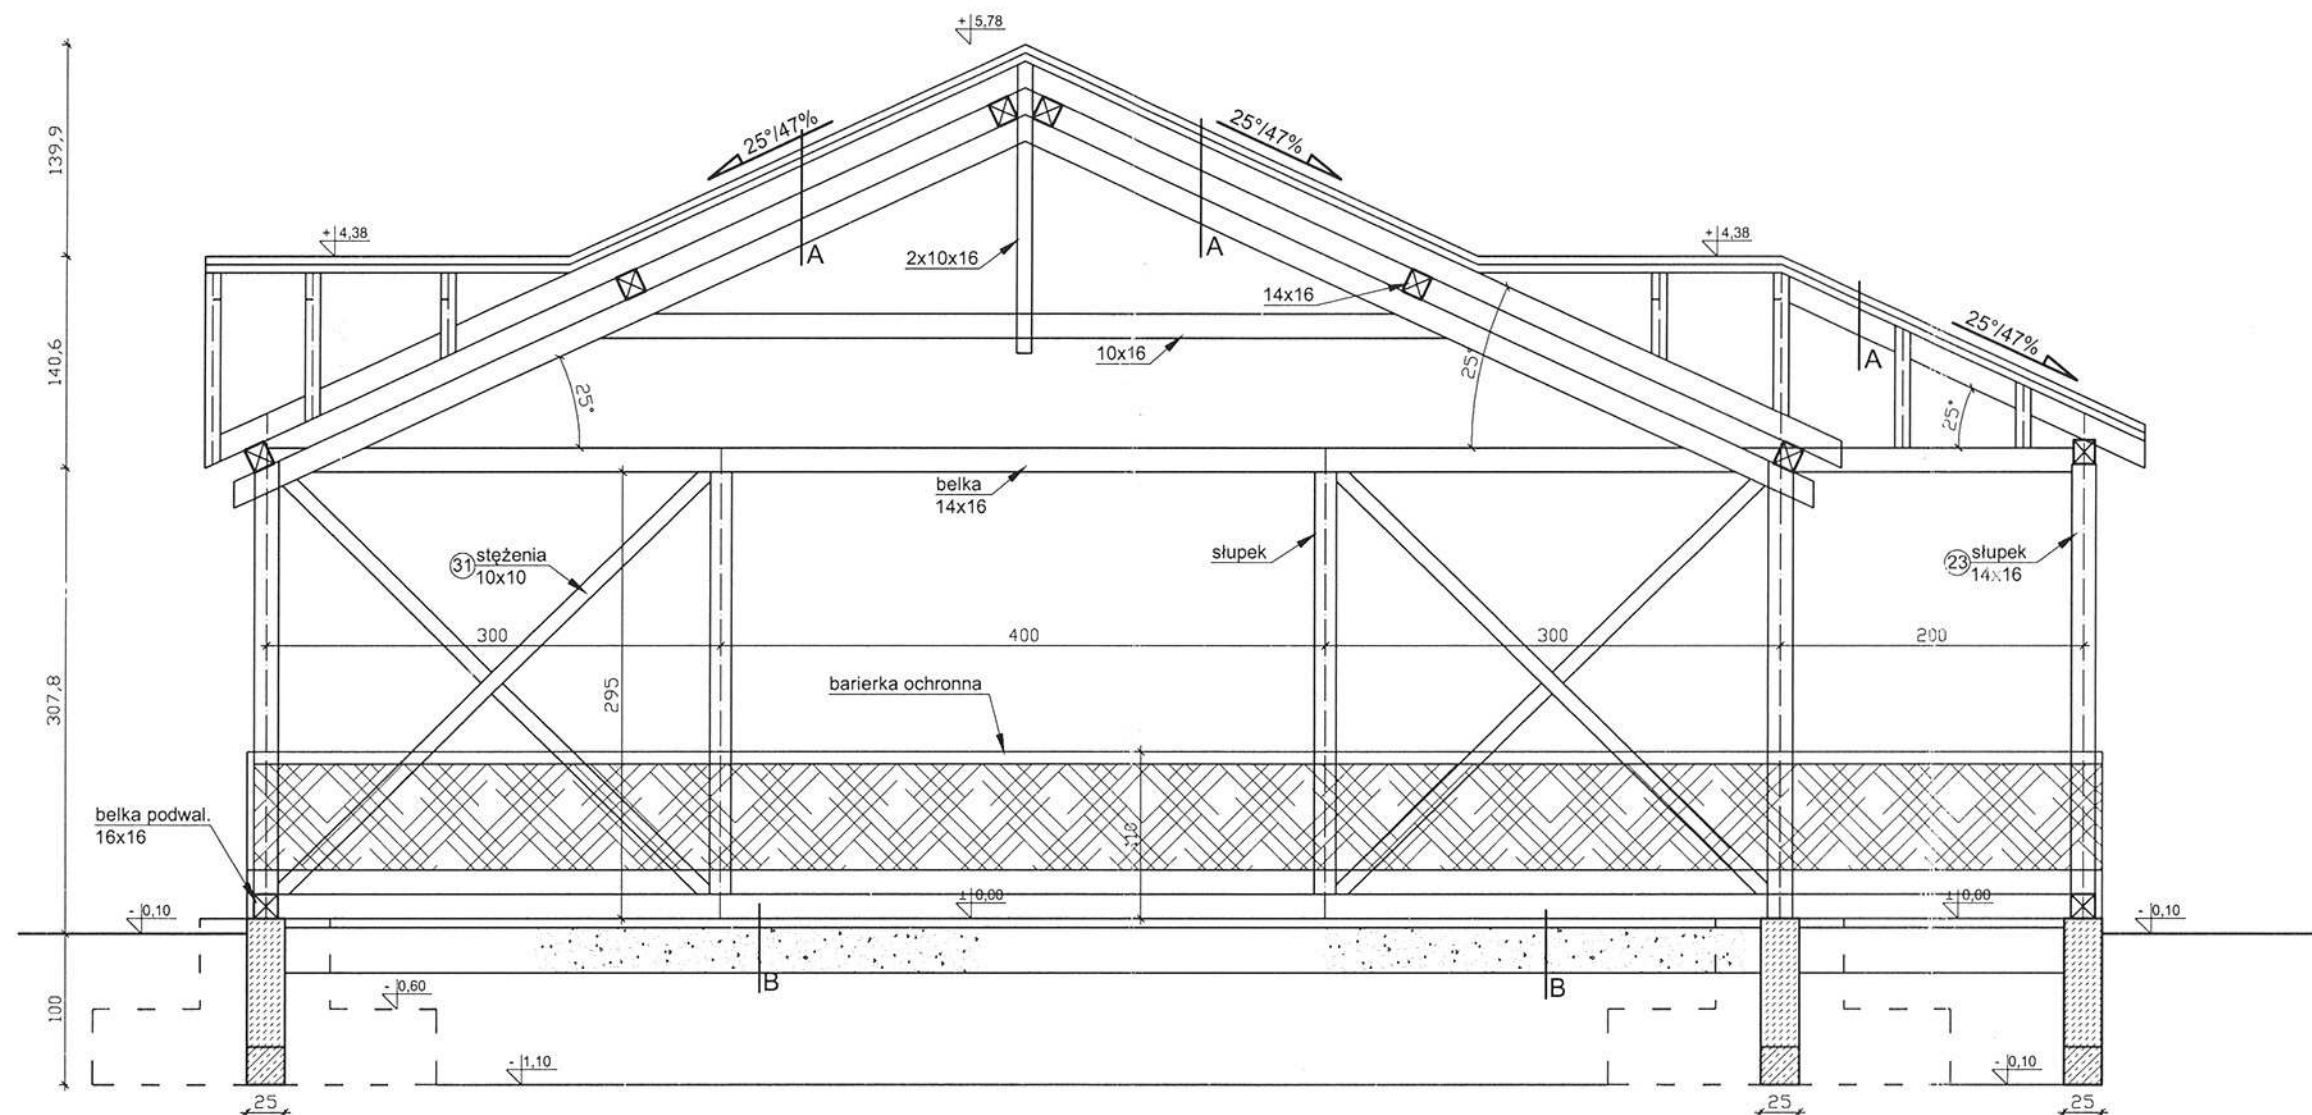 +5,78
139,9
25°/47%
25°/47%
+4,38
A
A
+4,38
2x10x16
14x16
10x16
25°/47%
A
140,6
25°
25°
25°
belka
14x16
31 stężenia
10x10
słupek
23 słupek
14x16
300
400
300
200
295
307,8
barierka ochronna
belka podwal.
16x16
±0,00
±0,00
-0,10
-0,10
B
B
-0,60
100
-1,10
-0,10
25
25
25